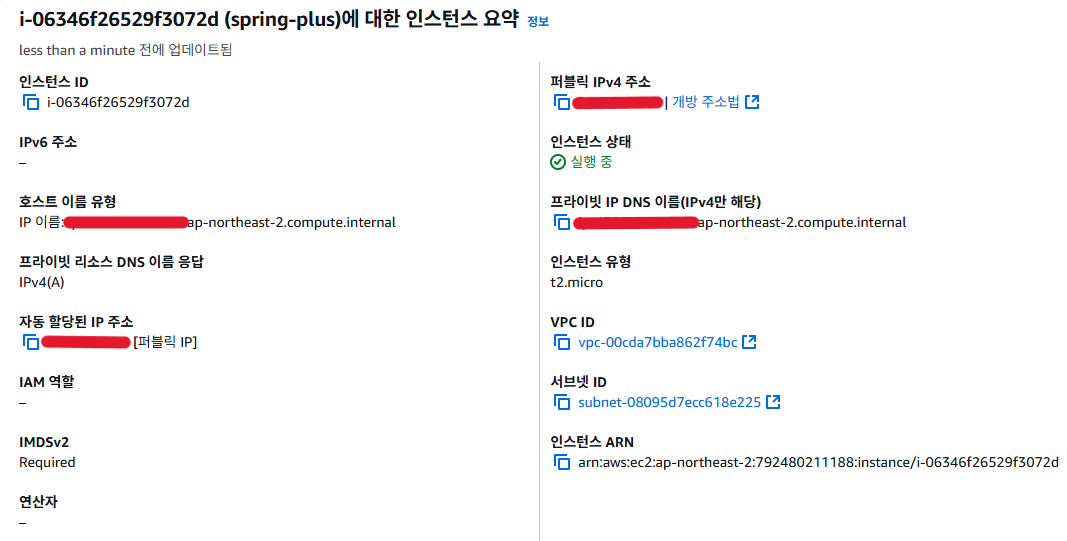 i-06346f26529f3072d (spring-plus)에 대한 인스턴스 요약 정보
less than a minute 전에 업데이트됨
인스턴스 ID
i-06346f26529f3072d
IPv6 주소
–
호스트 이름 유형
IP 이름: ap-northeast-2.compute.internal
프라이빗 리소스 DNS 이름 응답
IPv4(A)
자동 할당된 IP 주소
[퍼블릭 IP]
IAM 역할
–
IMDSv2
Required
연산자
–
퍼블릭 IPv4 주소
| 개방 주소법
인스턴스 상태
실행 중
프라이빗 IP DNS 이름(IPv4만 해당)
ap-northeast-2.compute.internal
인스턴스 유형
t2.micro
VPC ID
vpc-00cda7bba862f74bc
서브넷 ID
subnet-08095d7ecc618e225
인스턴스 ARN
arn:aws:ec2:ap-northeast-2:792480211188:instance/i-06346f26529f3072d